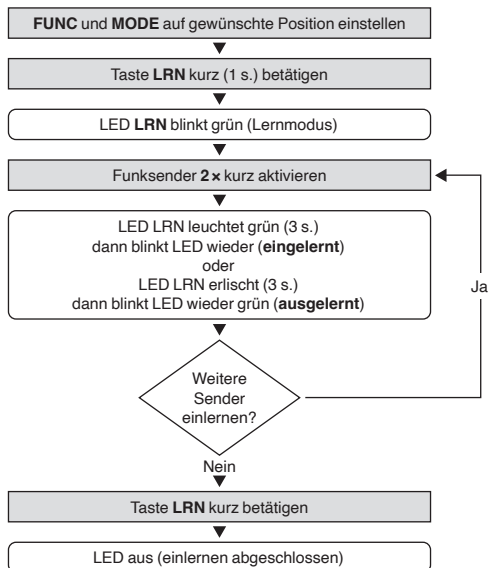 FUNC und MODE auf gewünschte Position einstellen
Taste LRN kurz (1 s.) betätigen
LED LRN blinkt grün (Lernmodus)
Funksender 2× kurz aktivieren
LED LRN leuchtet grün (3 s.)
dann blinkt LED wieder (eingelernt)
oder
LED LRN erlischt (3 s.)
dann blinkt LED wieder grün (ausgelernt)
Ja
Weitere
Sender
einlernen?
Nein
Taste LRN kurz betätigen
LED aus (einlernen abgeschlossen)